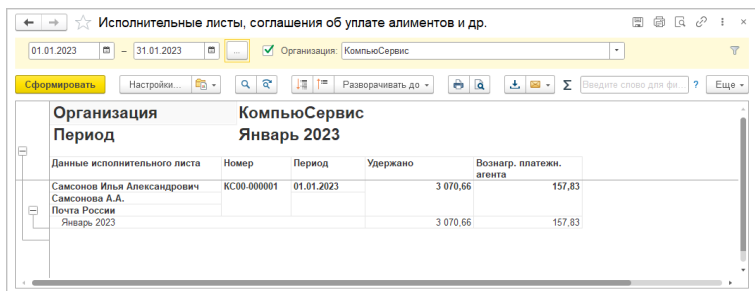 Исполнительные листы, соглашения об уплате алиментов и др.
01.01.2023 – 31.01.2023 ... Организация: КомпьюСервис
Сформировать Настройки... Разворачивать до Σ Введите слово для фи... ? Еще
Организация КомпьюСервис
Период Январь 2023
Данные исполнительного листа Номер Период Удержано Вознагр. платежн.
агента
Самсонов Илья Александрович КС00-000001 01.01.2023 3 070,66 157,83
Самсонова А.А.
Почта России
Январь 2023 3 070,66 157,83